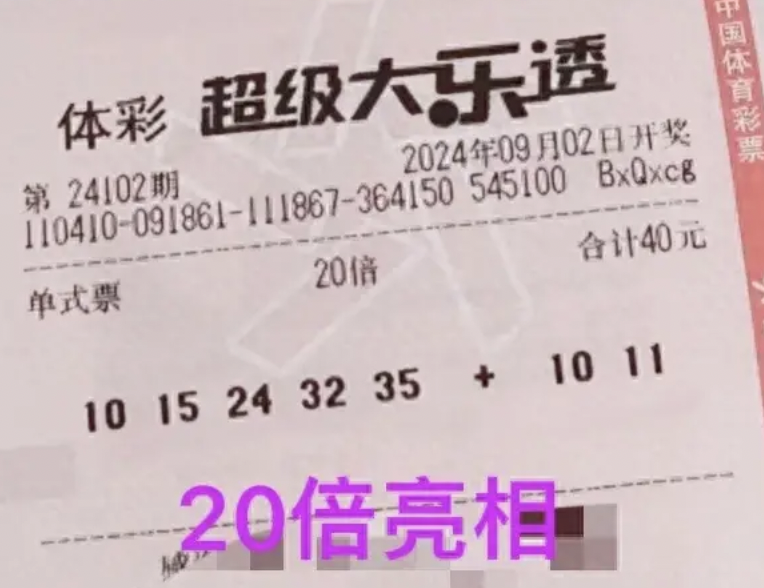 中国体育彩票
体彩 超级大乐透
第 24102期 2024年09月02日开奖
110410-091861-111867-364150 545100 BxQxcg
单式票 20倍 合计40元
10 15 24 32 35 + 10 11
20倍亮相